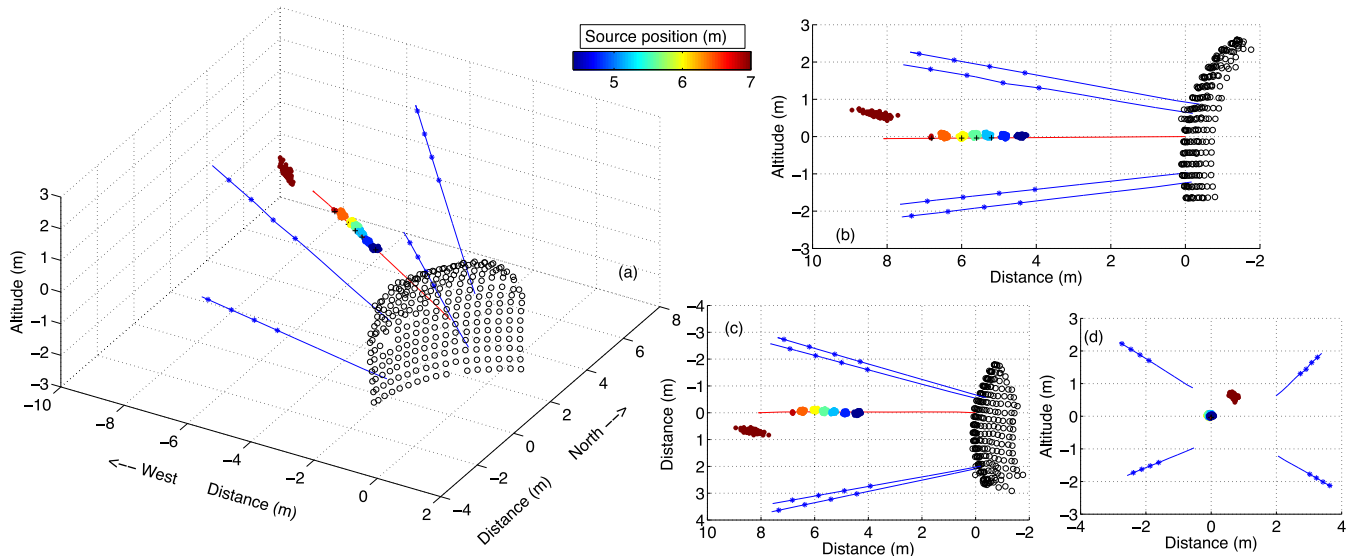 Source position (m)
5 6 7
(a)
Altitude (m)
3
2
1
0
−1
−2
−3
−10 −8 −6 −4 −2 0 2
<--- West Distance (m)
−4 −2 0 2 4 6 8
Distance (m) North --->
(b)
Altitude (m)
3
2
1
0
−1
−2
−3
10 8 6 4 2 0 −2
Distance (m)
(c)
Distance (m)
−4
−3
−2
−1
0
1
2
3
4
10 8 6 4 2 0 −2
Distance (m)
(d)
Altitude (m)
3
2
1
0
−1
−2
−3
−4 −2 0 2 4
Distance (m)